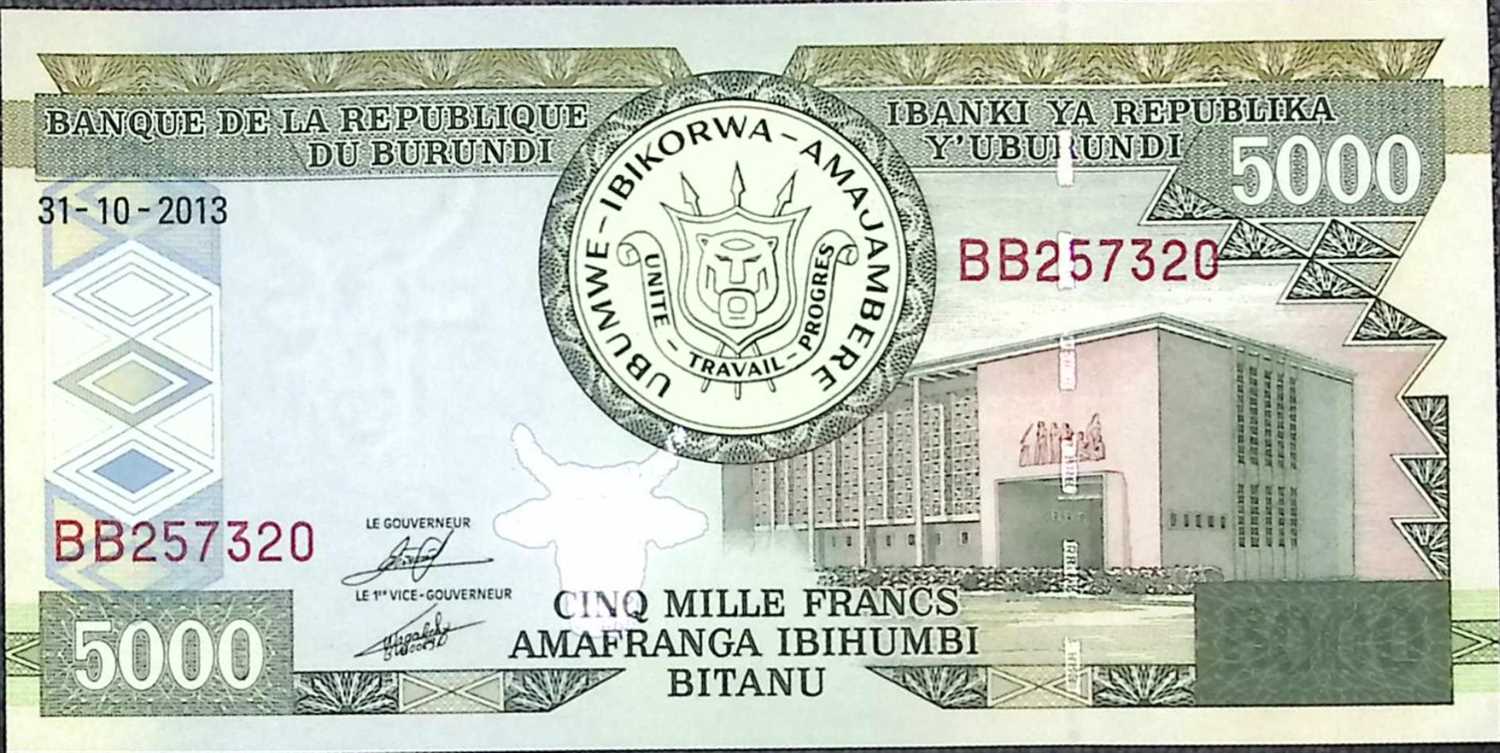 BANQUE DE LA REPUBLIQUE
DU BURUNDI
IBANKI YA REPUBLIKA
Y'UBURUNDI
5000
31-10-2013
UBUMWE-IBIKORWA-AMAJAMBERE
UNITE - TRAVAIL - PROGRES
BB257320
BB257320
LE GOUVERNEUR
LE 1er VICE-GOUVERNEUR
5000
CINQ MILLE FRANCS
AMAFRANGA IBIHUMBI
BITANU